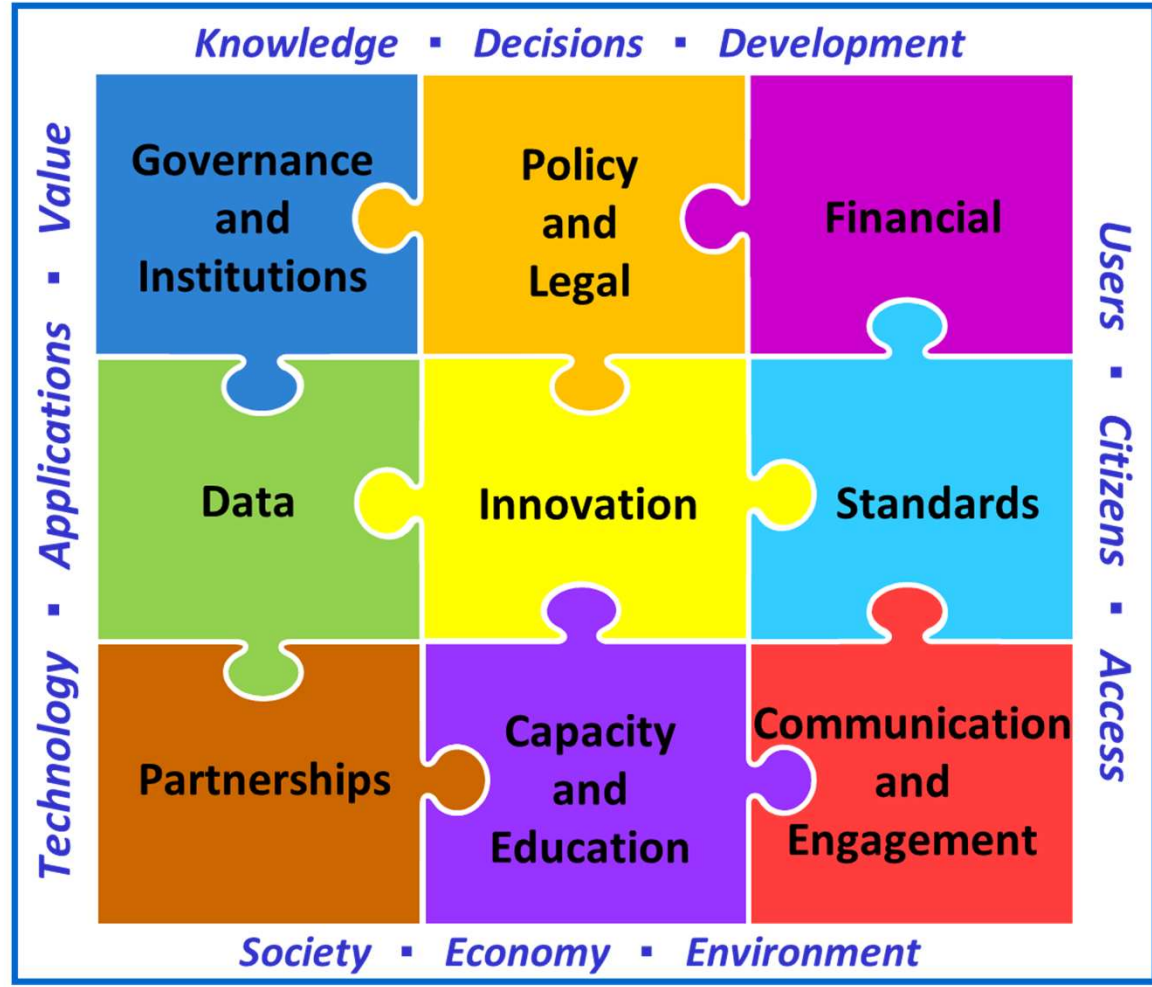 Knowledge ▪ Decisions ▪ Development
Technology ▪ Applications ▪ Value
Governance
and
Institutions
Policy
and
Legal
Financial
Data
Innovation
Standards
Partnerships
Capacity
and
Education
Communication
and
Engagement
Users ▪ Citizens ▪ Access
Society ▪ Economy ▪ Environment